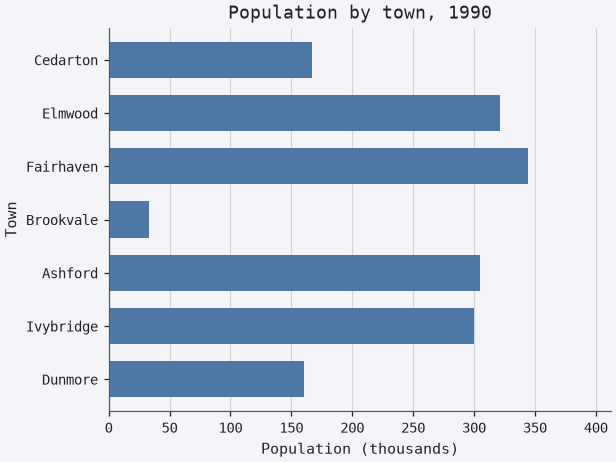 Population by town, 1990
Town
Cedarton
Elmwood
Fairhaven
Brookvale
Ashford
Ivybridge
Dunmore
0 50 100 150 200 250 300 350 400
Population (thousands)